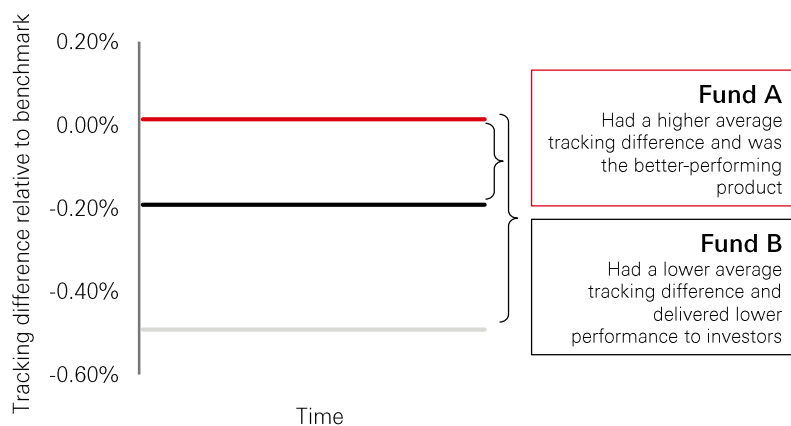 Tracking difference relative to benchmark
0.20%
0.00%
-0.20%
-0.40%
-0.60%
Time
Fund A
Had a higher average
tracking difference and was
the better-performing
product
Fund B
Had a lower average
tracking difference and
delivered lower
performance to investors